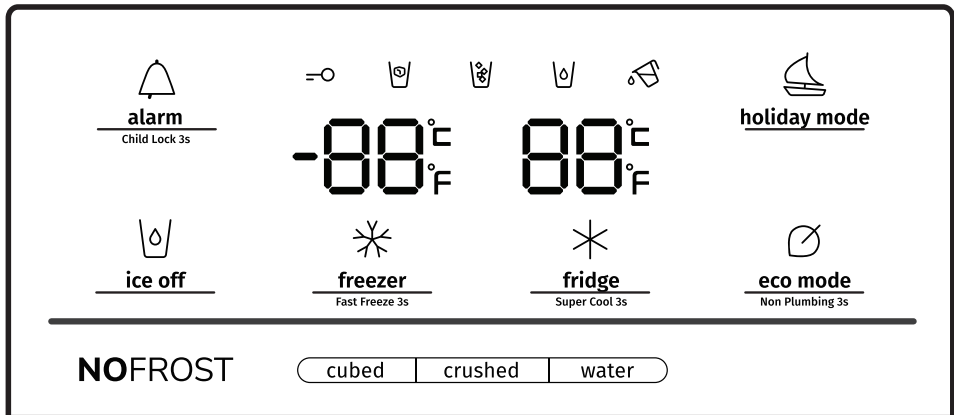 alarm
Child Lock 3s
-88 °C °F
88 °C °F
holiday mode
ice off
freezer
Fast Freeze 3s
fridge
Super Cool 3s
eco mode
Non Plumbing 3s
NOFROST
cubed crushed water